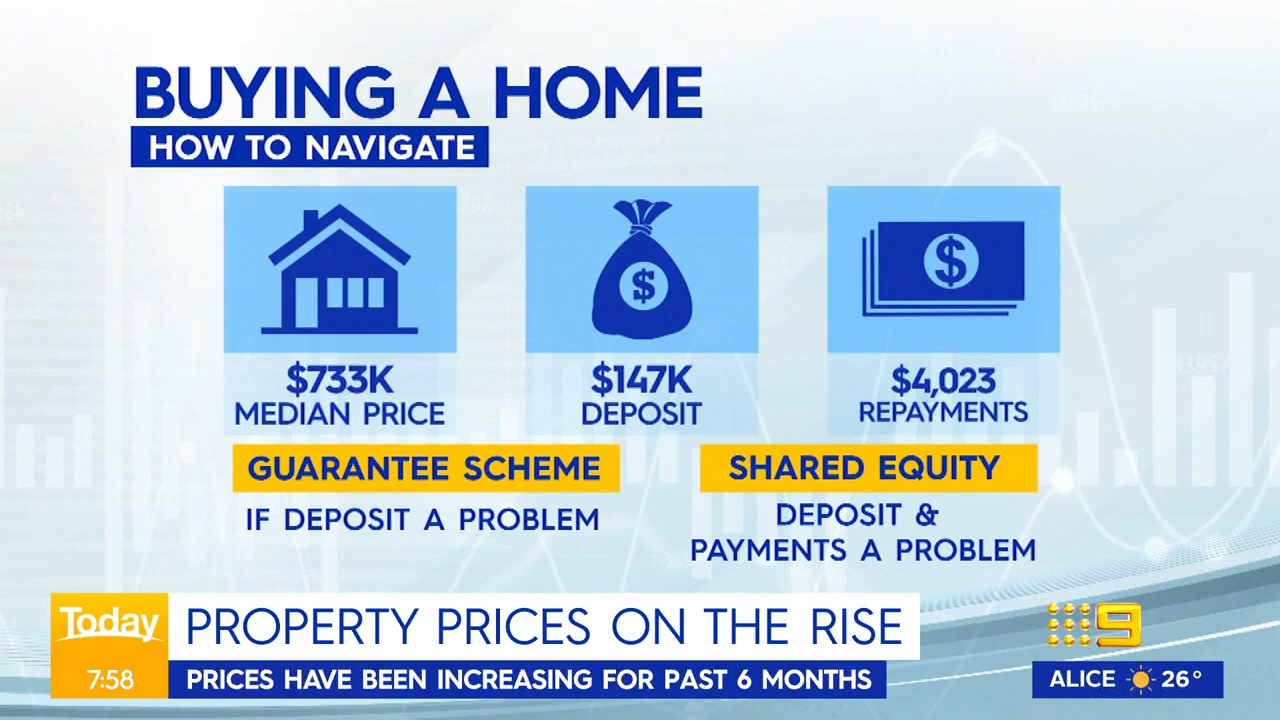 BUYING A HOME
HOW TO NAVIGATE
$733K
MEDIAN PRICE
$147K
DEPOSIT
$4,023
REPAYMENTS
GUARANTEE SCHEME
IF DEPOSIT A PROBLEM
SHARED EQUITY
DEPOSIT &
PAYMENTS A PROBLEM
Today
7:58
PROPERTY PRICES ON THE RISE
PRICES HAVE BEEN INCREASING FOR PAST 6 MONTHS
9
ALICE 26°